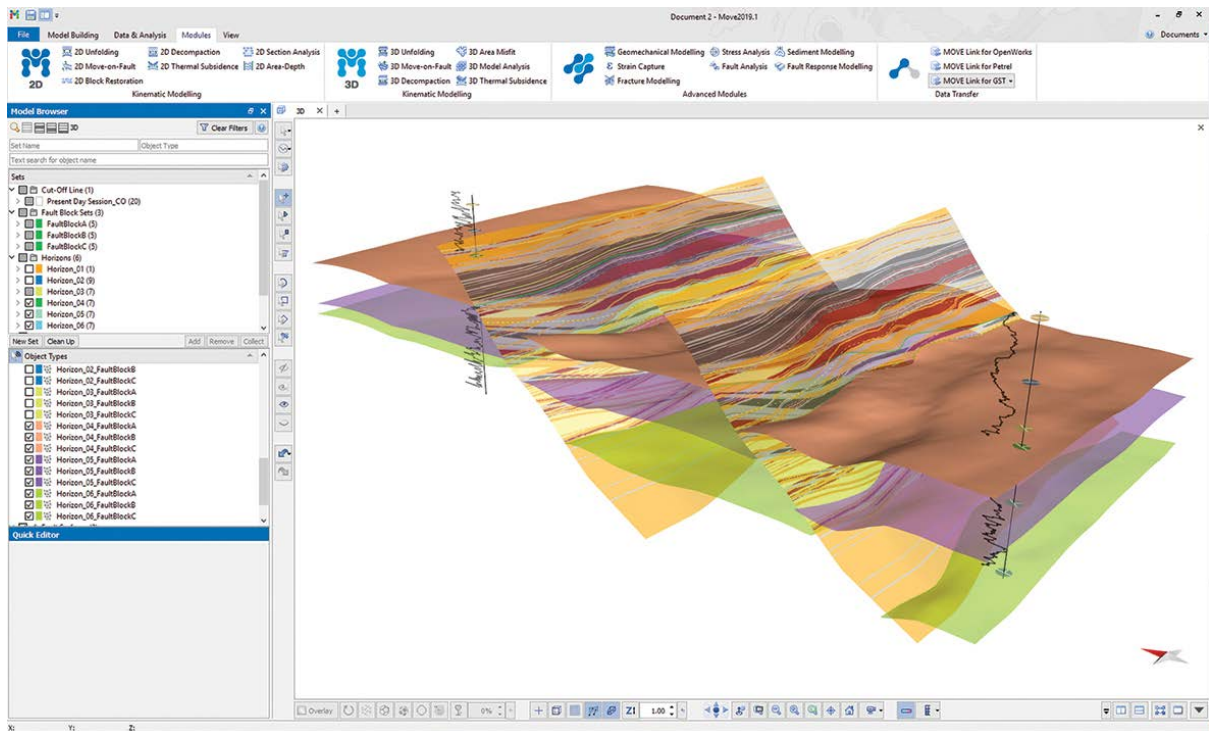 Document 2 - Move2019.1
File Model Building Data & Analysis Modules View
Documents
2D Unfolding 2D Decompaction 2D Section Analysis
2D Move-on-Fault 2D Thermal Subsidence 2D Area-Depth
2D Block Restoration
2D
Kinematic Modelling
3D Unfolding 3D Area Misfit
3D Move-on-Fault 3D Model Analysis
3D Decompaction 3D Thermal Subsidence
3D
Kinematic Modelling
Geomechanical Modelling Stress Analysis Sediment Modelling
Strain Capture Fault Analysis Fault Response Modelling
Fracture Modelling
Advanced Modules
MOVE Link for OpenWorks
MOVE Link for Petrel
MOVE Link for GST
Data Transfer
Model Browser
3D
3D Clear Filters
Set Name Object Type
Text search for object name
Sets
Cut-Off Line (1)
Present Day Session_CO (20)
Fault Block Sets (3)
FaultBlockA (5)
FaultBlockB (5)
FaultBlockC (5)
Horizons (6)
Horizon_01 (1)
Horizon_02 (9)
Horizon_03 (7)
Horizon_04 (7)
Horizon_05 (7)
Horizon_06 (7)
New Set Clean Up Add Remove Collect
Object Types
Horizon_02_FaultBlockB
Horizon_02_FaultBlockC
Horizon_03_FaultBlockA
Horizon_03_FaultBlockB
Horizon_03_FaultBlockC
Horizon_04_FaultBlockA
Horizon_04_FaultBlockB
Horizon_04_FaultBlockC
Horizon_05_FaultBlockA
Horizon_05_FaultBlockB
Horizon_05_FaultBlockC
Horizon_06_FaultBlockA
Horizon_06_FaultBlockB
Horizon_06_FaultBlockC
Quick Editor
Overlay 0% 1.00
X: Y: Z: